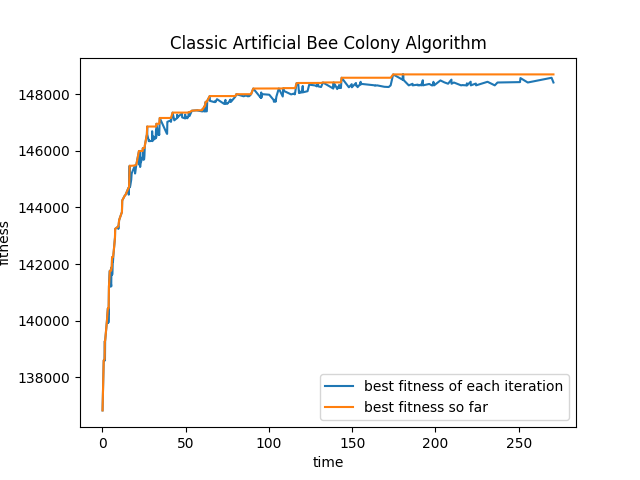 Classic Artificial Bee Colony Algorithm
148000
146000
144000
142000
140000
138000
fitness
0 50 100 150 200 250
time
best fitness of each iteration
best fitness so far